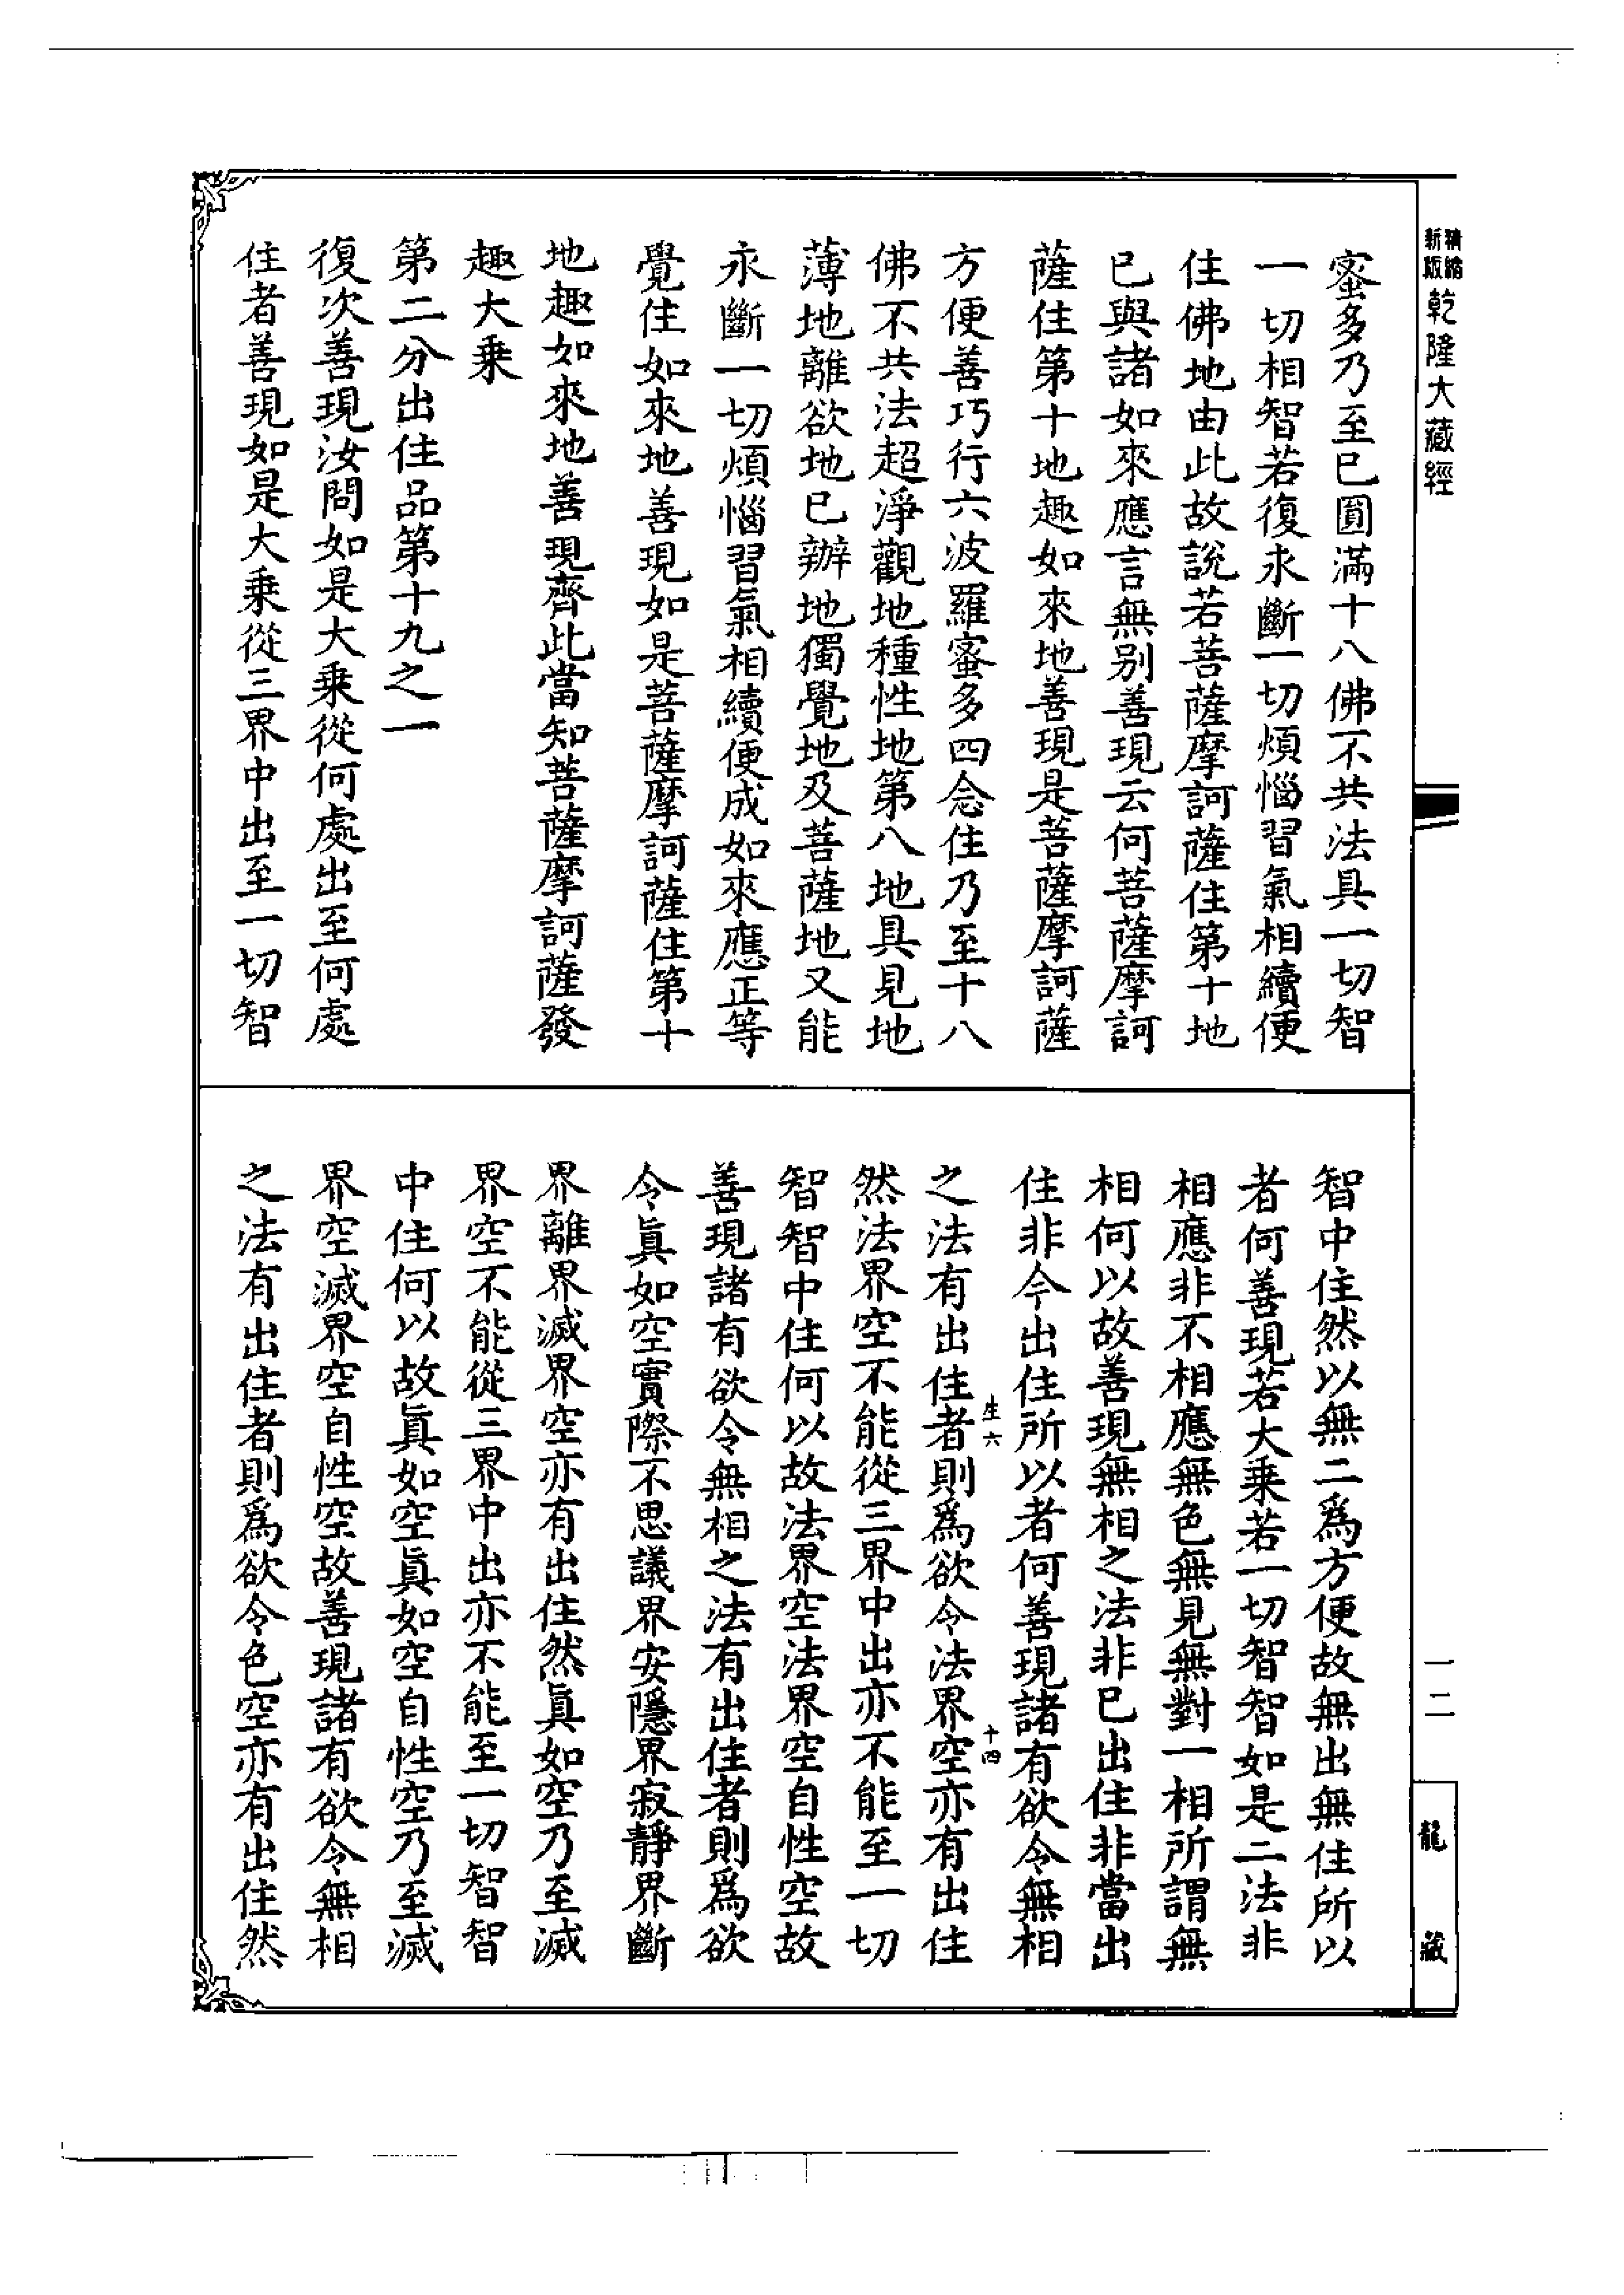 精縮新版乾隆大藏經
蜜多乃至已圓滿十八佛不共法具一切智
一切相智若復永斷一切煩惱習氣相續便
住佛地由此故說若菩薩摩訶薩住第十地
已與諸如來應言無别善現云何菩薩摩訶
薩住第十地趣如來地善現是菩薩摩訶薩
方便善巧行六波羅蜜多四念住乃至十八
佛不共法超淨觀地種性地第八地具見地
薄地離欲地已辦地獨覺地及菩薩地又能
永斷一切煩惱習氣相續便成如來應正等
覺住如來地善現如是菩薩摩訶薩住第十
地趣如來地善現齊此當知菩薩摩訶薩發
趣大乘
第二分出住品第十九之一
復次善現汝問如是大乘從何處出至何處
住者善現如是大乘從三界中出至一切智
智中住然以無二爲方便故無出無住所以
者何善現若大乘若一切智智如是二法非
相應非不相應無色無見無對一相所謂無
相何以故善現無相之法非已出住非當出
住非今出住所以者何善現諸有欲令無相
生六
十四
之法有出住者則爲欲令法界空亦有出住
然法界空不能從三界中出亦不能至一切
智智中住何以故法界空法界空自性空故
善現諸有欲令無相之法有出住者則爲欲
令眞如空實際不思議界安隱界寂靜界斷
界離界滅界空亦有出住然眞如空乃至滅
界空不能從三界中出亦不能至一切智智
中住何以故眞如空眞如空自性空乃至滅
界空滅界空自性空故善現諸有欲令無相
之法有出住者則爲欲令色空亦有出住然
一二
龍藏